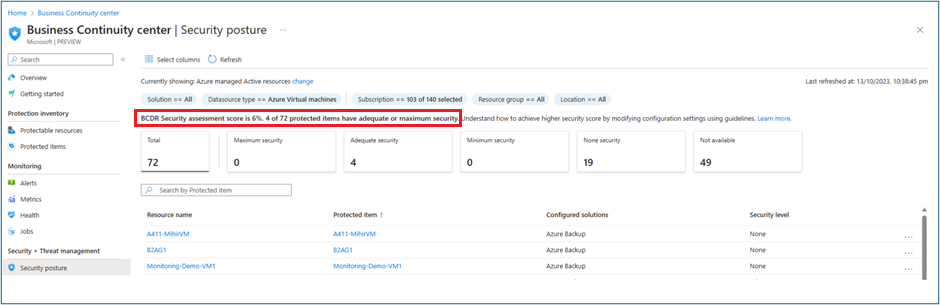 Home > Business Continuity center >
Business Continuity center | Security posture ...
Microsoft | PREVIEW
Search
Overview
Getting started
Protection inventory
Protectable resources
Protected items
Monitoring
Alerts
Metrics
Health
Jobs
Security + Threat management
Security posture
Select columns Refresh
Currently showing: Azure managed Active resources change
Last refreshed at: 13/10/2023, 10:38:45 pm
Solution == All Datasource type == Azure Virtual machines Subscription == 103 of 140 selected Resource group == All Location == All
BCDR Security assessment score is 6%. 4 of 72 protected items have adequate or maximum security. Understand how to achieve higher security score by modifying configuration settings using guidelines. Learn more.
Total Maximum security Adequate security Minimum security None security Not available
72 0 4 0 19 49
Search by Protected item
Resource name Protected item ↑ Configured solutions Security level
A411-MihirVM A411-MihirVM Azure Backup None ...
B2AG1 B2AG1 Azure Backup None ...
Monitoring-Demo-VM1 Monitoring-Demo-VM1 Azure Backup None ...